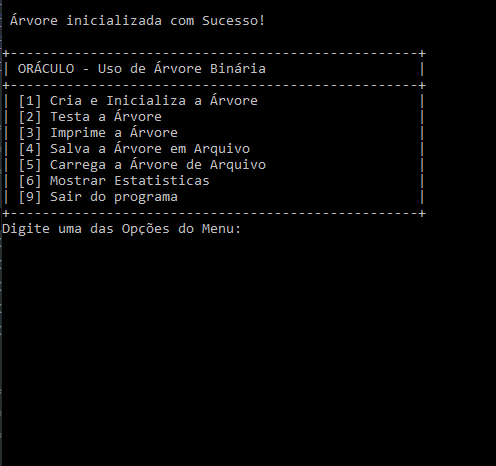 Árvore inicializada com Sucesso!
+---------------------------------------------------+
| ORÁCULO - Uso de Árvore Binária |
+---------------------------------------------------+
| [1] Cria e Inicializa a Árvore |
| [2] Testa a Árvore |
| [3] Imprime a Árvore |
| [4] Salva a Árvore em Arquivo |
| [5] Carrega a Árvore de Arquivo |
| [6] Mostrar Estatisticas |
| [9] Sair do programa |
+---------------------------------------------------+
Digite uma das Opções do Menu: